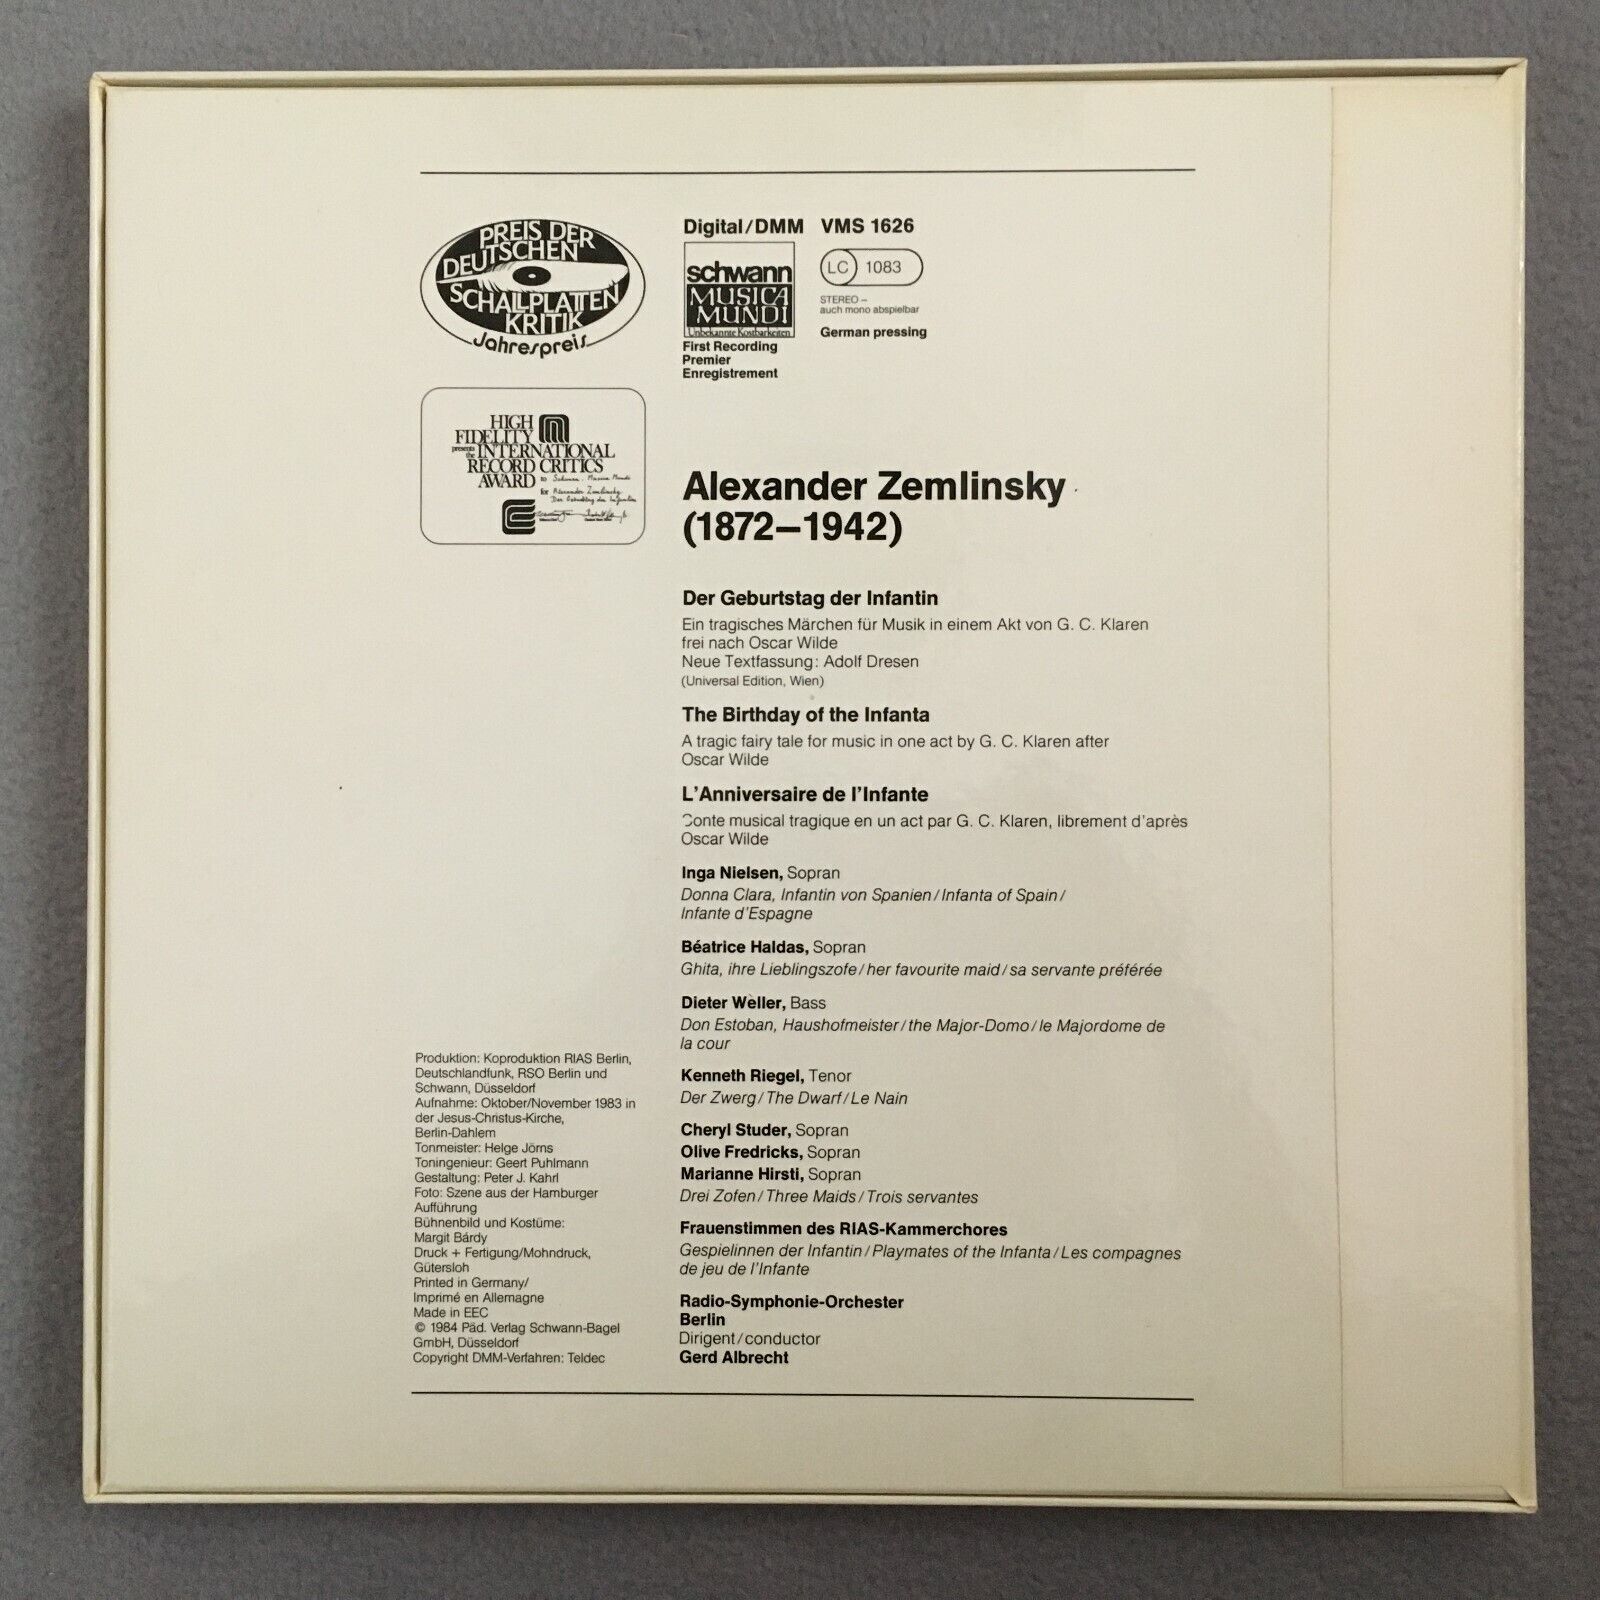 PREIS DER
DEUTSCHEN
SCHALLPLATTEN
KRITIK
Jahrespreis
HIGH
FIDELITY
presents
the INTERNATIONAL
RECORD CRITICS
AWARD to Schwann . Musica Mundi
for Alexander Zemlinsky
Der Geburtstag der Infantin
Digital/DMM VMS 1626
schwann
MUSICA
MUNDI
Unbekannte Kostbarkeiten
First Recording
Premier
Enregistrement
LC 1083
STEREO –
auch mono abspielbar
German pressing
Alexander Zemlinsky
(1872–1942)
Der Geburtstag der Infantin
Ein tragisches Märchen für Musik in einem Akt von G. C. Klaren
frei nach Oscar Wilde
Neue Textfassung: Adolf Dresen
(Universal Edition, Wien)
The Birthday of the Infanta
A tragic fairy tale for music in one act by G. C. Klaren after
Oscar Wilde
L'Anniversaire de l'Infante
Conte musical tragique en un act par G. C. Klaren, librement d'après
Oscar Wilde
Inga Nielsen, Sopran
Donna Clara, Infantin von Spanien/Infanta of Spain/
Infante d'Espagne
Béatrice Haldas, Sopran
Ghita, ihre Lieblingszofe/her favourite maid/sa servante préférée
Dieter Weller, Bass
Don Estoban, Haushofmeister/the Major-Domo/le Majordome de
la cour
Kenneth Riegel, Tenor
Der Zwerg/The Dwarf/Le Nain
Cheryl Studer, Sopran
Olive Fredricks, Sopran
Marianne Hirsti, Sopran
Drei Zofen/Three Maids/Trois servantes
Frauenstimmen des RIAS-Kammerchores
Gespielinnen der Infantin/Playmates of the Infanta/Les compagnes
de jeu de l'Infante
Radio-Symphonie-Orchester
Berlin
Dirigent/conductor
Gerd Albrecht
Produktion: Koproduktion RIAS Berlin,
Deutschlandfunk, RSO Berlin und
Schwann, Düsseldorf
Aufnahme: Oktober/November 1983 in
der Jesus-Christus-Kirche,
Berlin-Dahlem
Tonmeister: Helge Jörns
Toningenieur: Geert Puhlmann
Gestaltung: Peter J. Kahrl
Foto: Szene aus der Hamburger
Aufführung
Bühnenbild und Kostüme:
Margit Bárdy
Druck + Fertigung/Mohndruck,
Gütersloh
Printed in Germany/
Imprimé en Allemagne
Made in EEC
© 1984 Päd. Verlag Schwann-Bagel
GmbH, Düsseldorf
Copyright DMM-Verfahren: Teldec